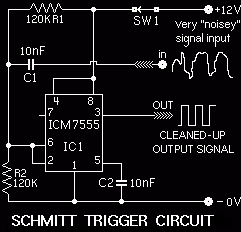 120K R1
SW1
+12V
Very "noisey"
signal input
10nF
C1
in
4
8
7
3
ICM7555
OUT
IC1
CLEANED-UP
OUTPUT SIGNAL
6
2
5
1
R2
120K
C2
10nF
- 0V
SCHMITT TRIGGER CIRCUIT